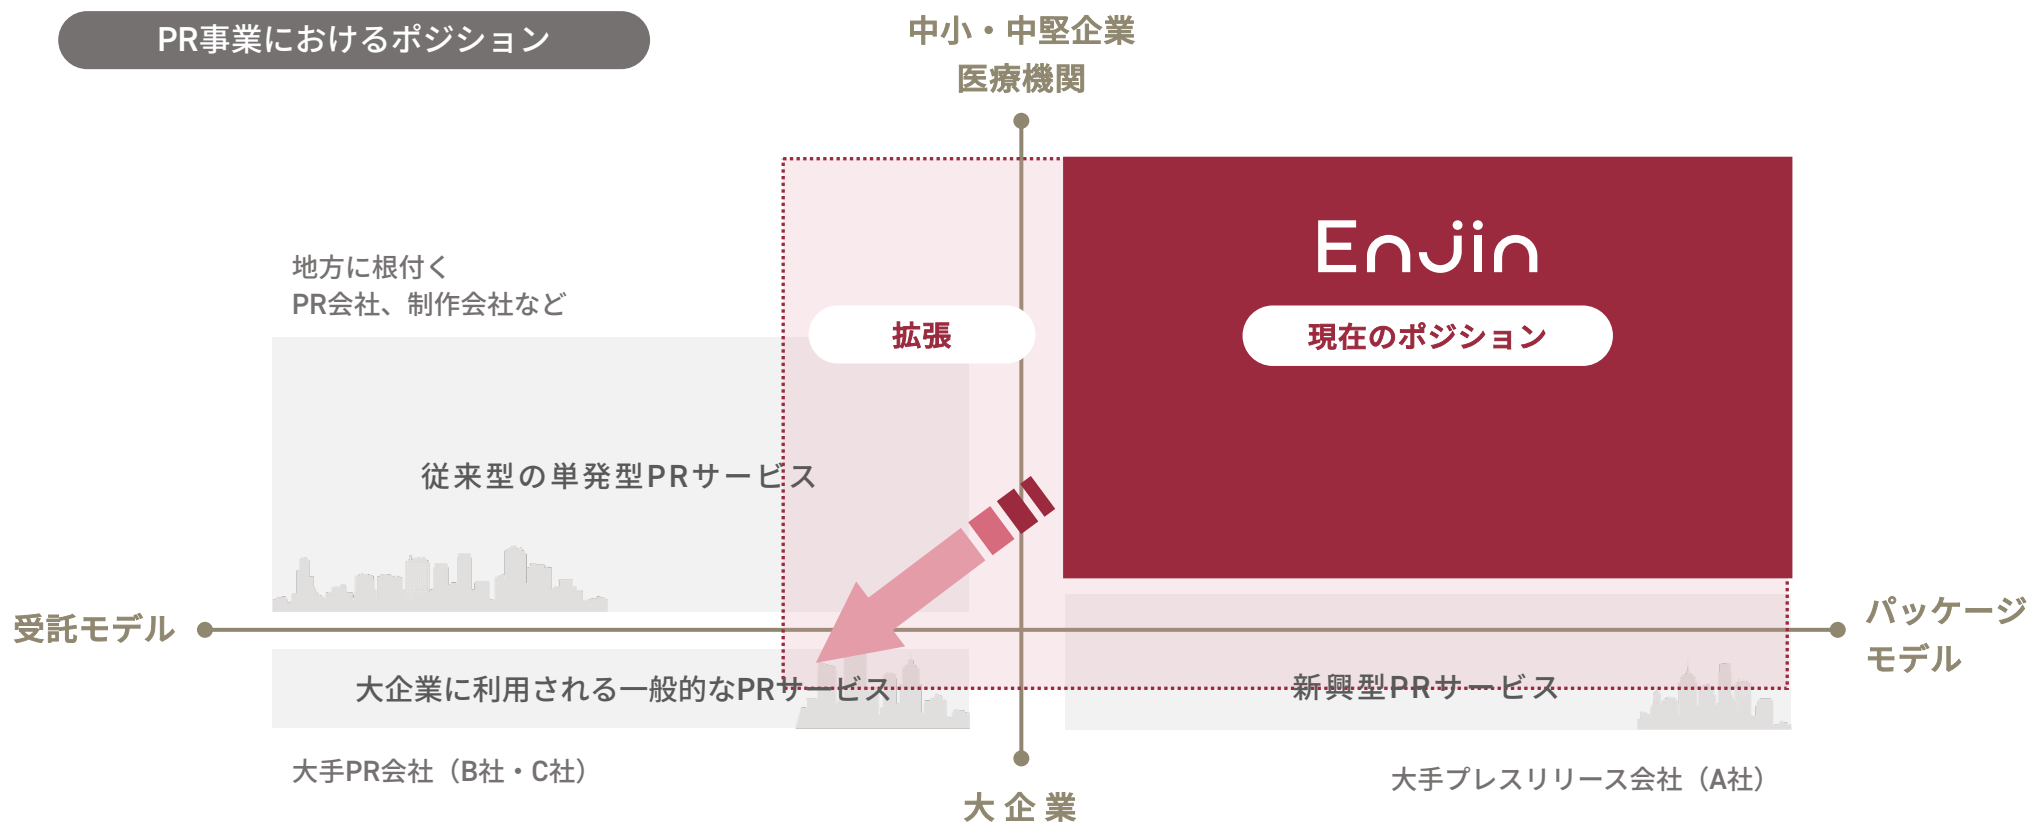 PR事業におけるポジション
中小・中堅企業
医療機関
Enjin
地方に根付く
PR会社、制作会社など
拡張
現在のポジション
従来型の単発型PRサービス
受託モデル
パッケージ
モデル
大企業に利用される一般的なPRサービス
新興型PRサービス
大手PR会社（B社・C社）
大手プレスリリース会社（A社）
大企業